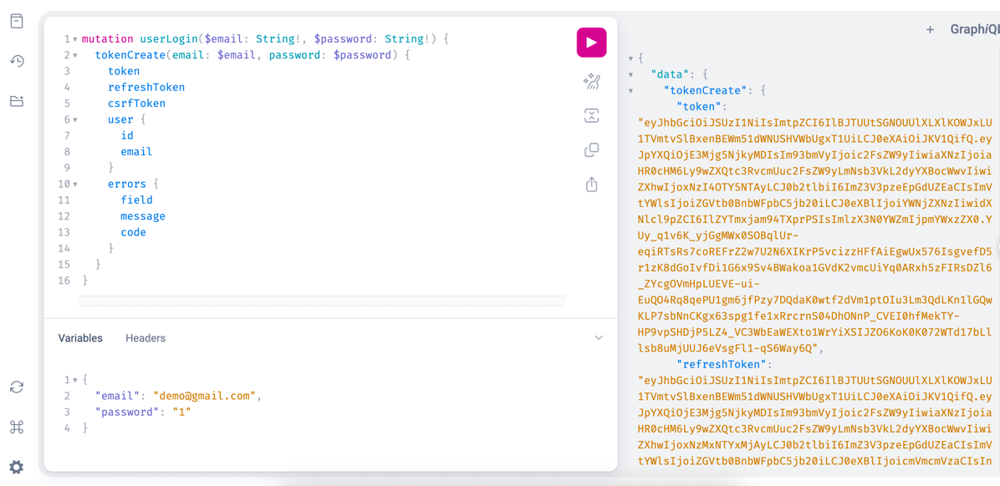 1 mutation userLogin($email: String!, $password: String!) {
2 tokenCreate(email: $email, password: $password) {
3 token
4 refreshToken
5 csrfToken
6 user {
7 id
8 email
9 }
10 errors {
11 field
12 message
13 code
14 }
15 }
16 }
Variables Headers
1 {
2 "email": "demo@gmail.com",
3 "password": "1"
4 }
+ GraphiQl
{
"data": {
"tokenCreate": {
"token":
"eyJhbGciOiJSUzI1NiIsImtpZCI6IlBJTUUtSGNOUUlXLXlKOWJxLU
1TVmtvSlBxenBEWm51dWNUSHVWbUgxT1UiLCJ0eXAiOiJKV1QifQ.ey
JpYXQiOjE3Mjg5NjkyMDIsIm93bmVyIjoic2FsZW9yIiwiaXNzIjoia
HR0cHM6Ly9wZXQtc3RvcmUuc2FsZW9yLmNsb3VkL2dyYXBocWwvIiwi
ZXhwIjoxNzI4OTY5NTAyLCJ0b2tlbiI6ImZ3V3pzeEpGdUZEaCIsImV
tYWlsIjoiZGVtb0BnbWFpbC5jb20iLCJ0eXBlIjoiYWNjZXNzIiwidX
Nlcl9pZCI6IlZYTmxjam94TXprPSIsImlzX3N0YWZmIjpmYWxzZX0.Y
Uy_q1v6K_yjGgMWx0SOBqlUr-
eqiRTsRs7coREFrZ2w7U2N6XIKrP5vcizzHFfAiEgwUx576IsgvefD5
r1zK8dGoIvfDi1G6x9Sv4BWakoa1GVdK2vmcUiYq0ARxh5zFIRsDZl6
_ZYcgOVmHpLUEVE-ui-
EuQO4Rq8qePU1gm6jfPzy7DQdaK0wtf2dVm1ptOIu3Lm3QdLKn1lGQw
KLP7sbNnCKgx63spg1fe1xRrcrnS04DhONnP_CVEI0hfMekTY-
HP9vpSHDjP5LZ4_VC3WbEaWEXto1WrYiXSIJZO6KoK0K072WTd17bLl
lsb8uMjUUJ6eVsgFl1-qS6Way6Q",
"refreshToken":
"eyJhbGciOiJSUzI1NiIsImtpZCI6IlBJTUUtSGNOUUlXLXlKOWJxLU
1TVmtvSlBxenBEWm51dWNUSHVWbUgxT1UiLCJ0eXAiOiJKV1QifQ.ey
JpYXQiOjE3Mjg5NjkyMDIsIm93bmVyIjoic2FsZW9yIiwiaXNzIjoia
HR0cHM6Ly9wZXQtc3RvcmUuc2FsZW9yLmNsb3VkL2dyYXBocWwvIiwi
ZXhwIjoxNzMxNTYxMjAyLCJ0b2tlbiI6ImZ3V3pzeEpGdUZEaCIsImV
tYWlsIjoiZGVtb0BnbWFpbC5jb20iLCJ0eXBlIjoicmVmcmVzaCIsIn